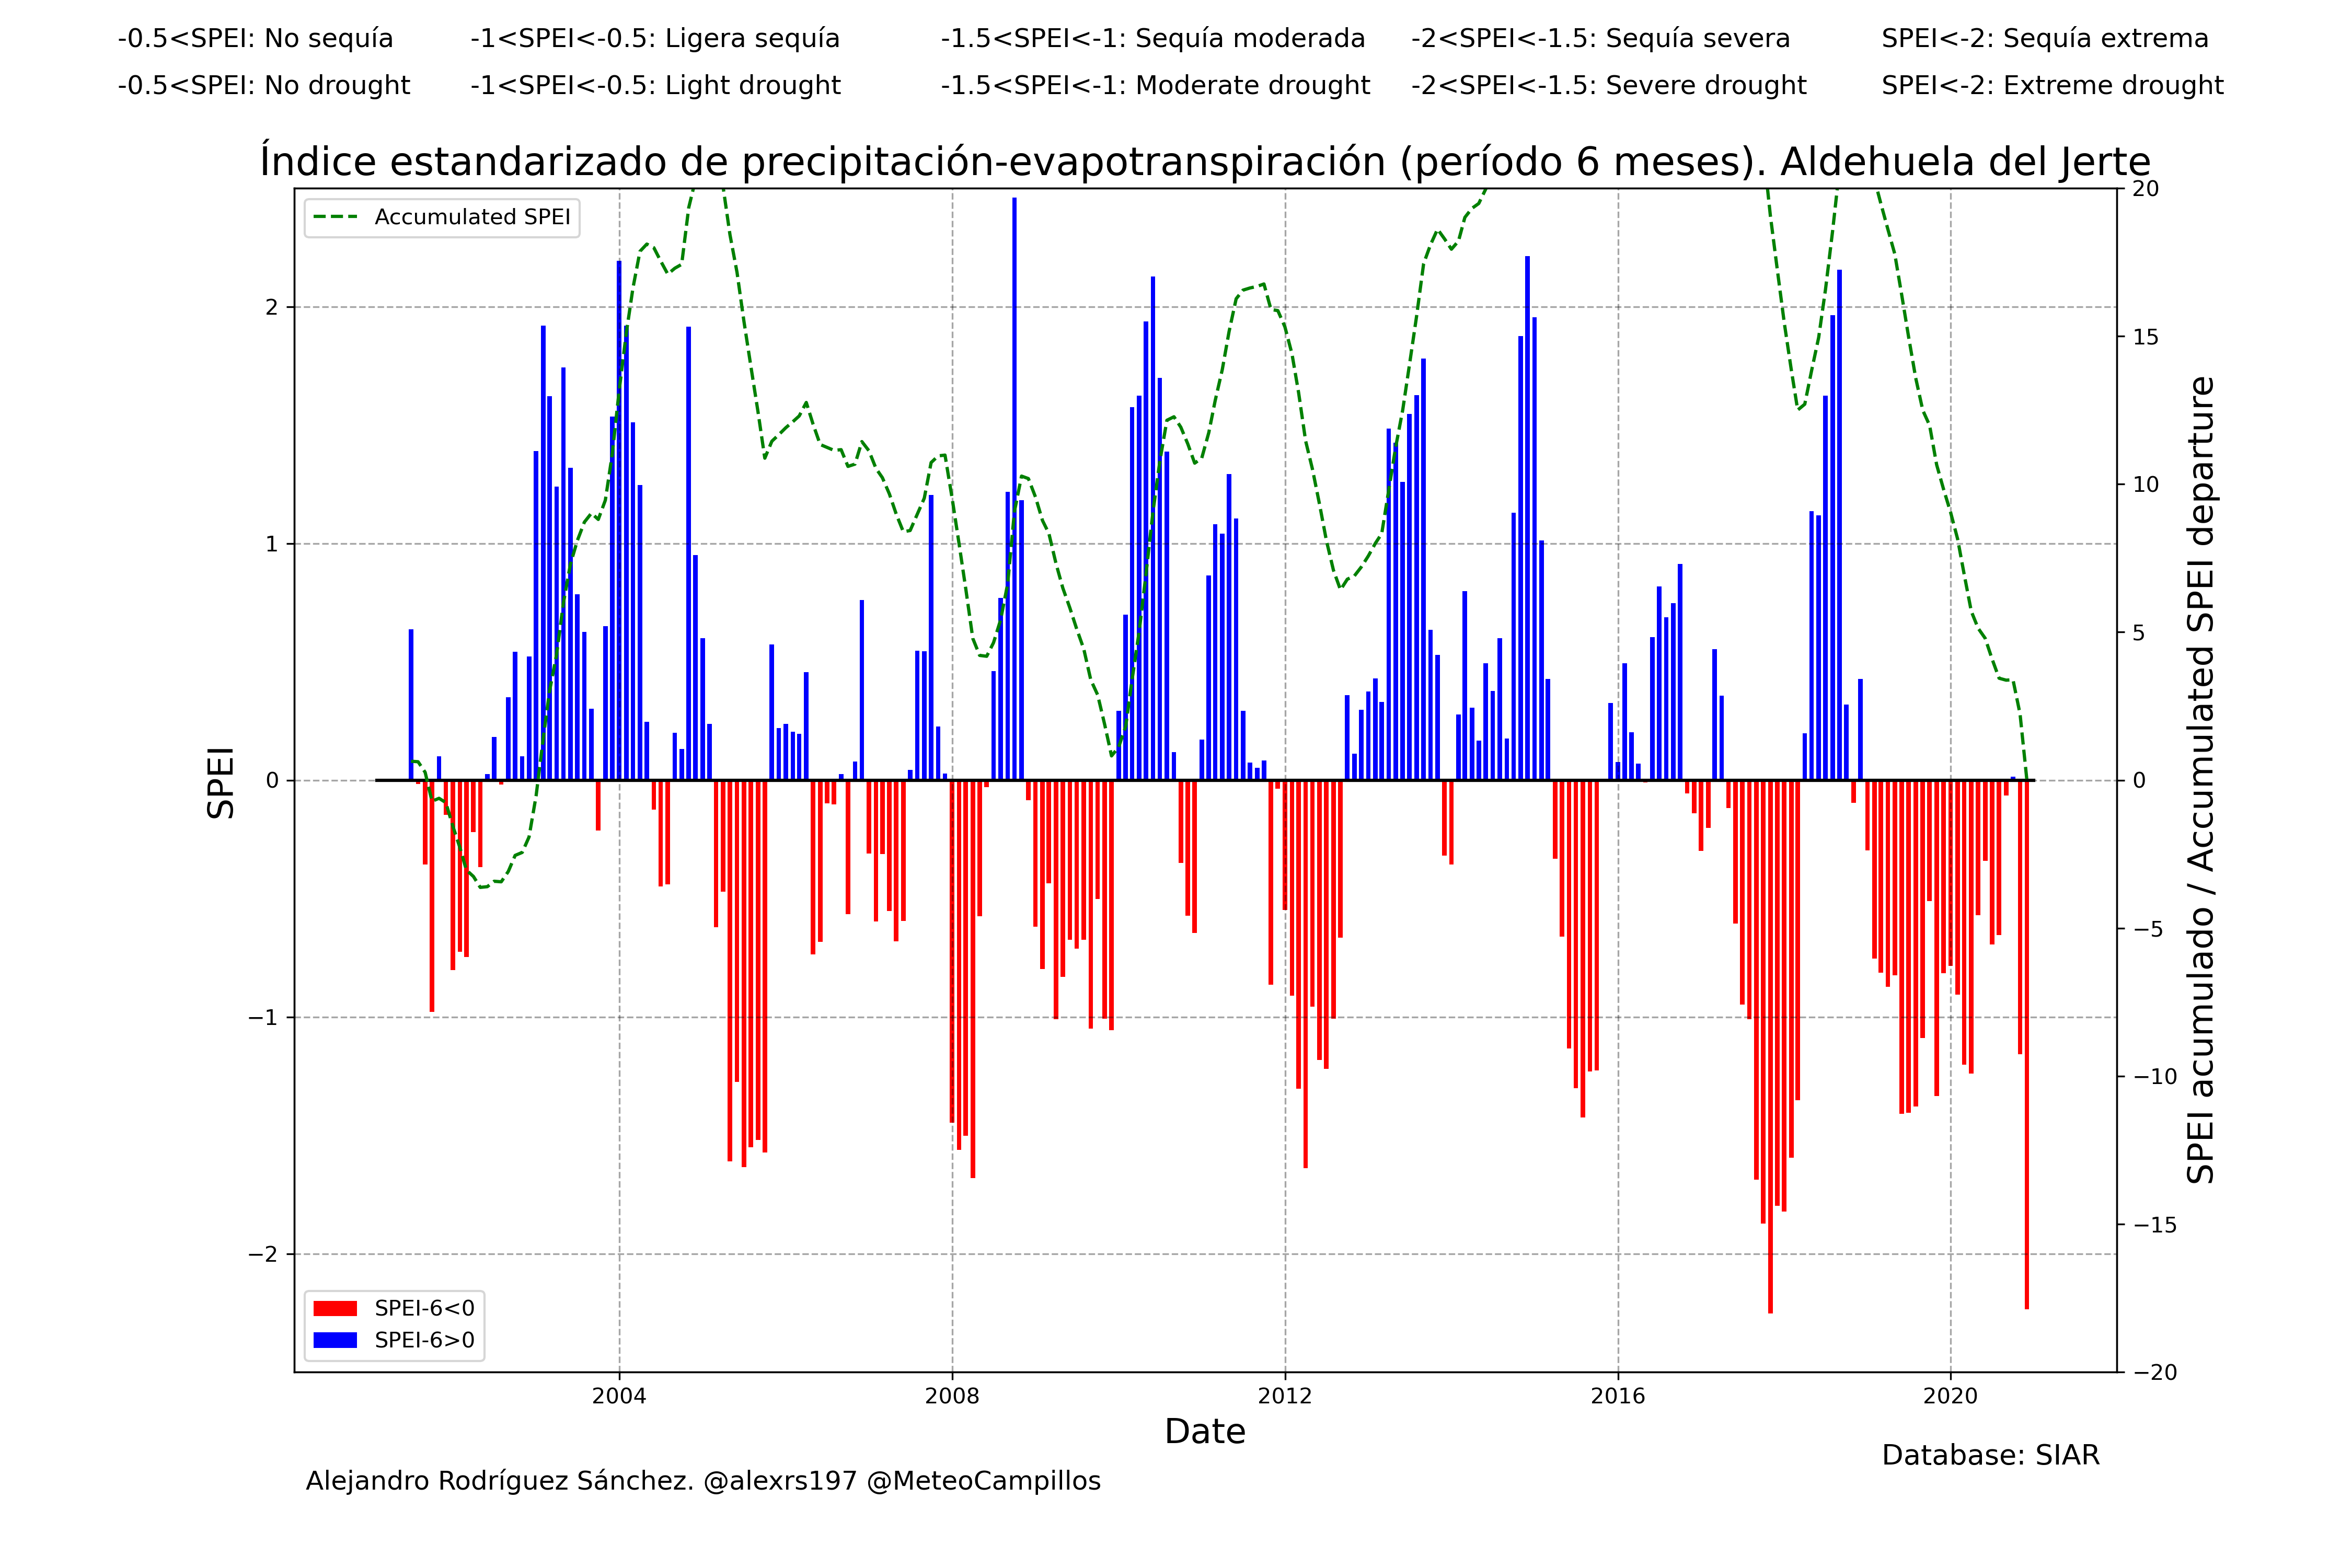 -0.5<SPEI: No sequía -1<SPEI<-0.5: Ligera sequía -1.5<SPEI<-1: Sequía moderada -2<SPEI<-1.5: Sequía severa SPEI<-2: Sequía extrema
-0.5<SPEI: No drought -1<SPEI<-0.5: Light drought -1.5<SPEI<-1: Moderate drought -2<SPEI<-1.5: Severe drought SPEI<-2: Extreme drought
Índice estandarizado de precipitación-evapotranspiración (período 6 meses). Aldehuela del Jerte
Accumulated SPEI
2
1
0
−1
−2
SPEI
20
15
10
5
0
−5
−10
−15
−20
SPEI acumulado / Accumulated SPEI departure
SPEI-6<0
SPEI-6>0
2004 2008 2012 2016 2020
Date
Database: SIAR
Alejandro Rodríguez Sánchez. @alexrs197 @MeteoCampillos